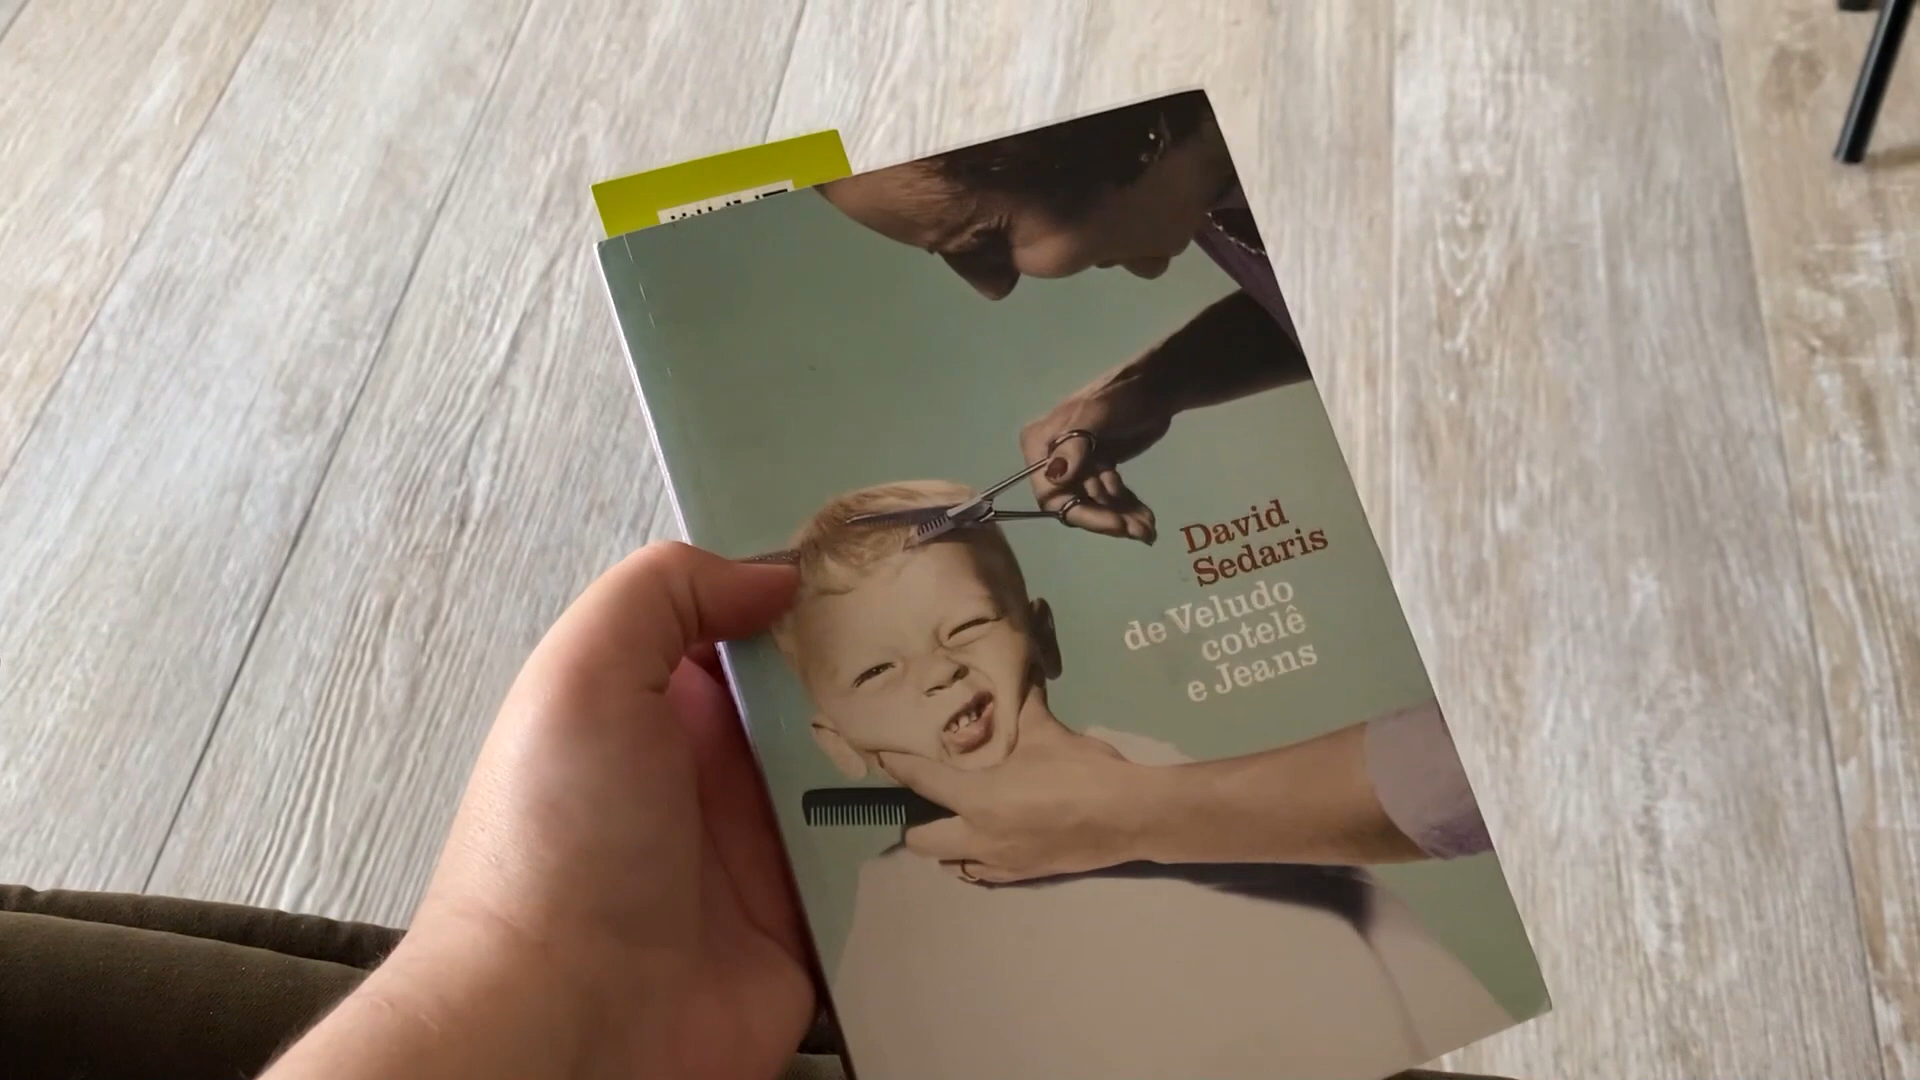 David
Sedaris
de Veludo
cotelê
e Jeans